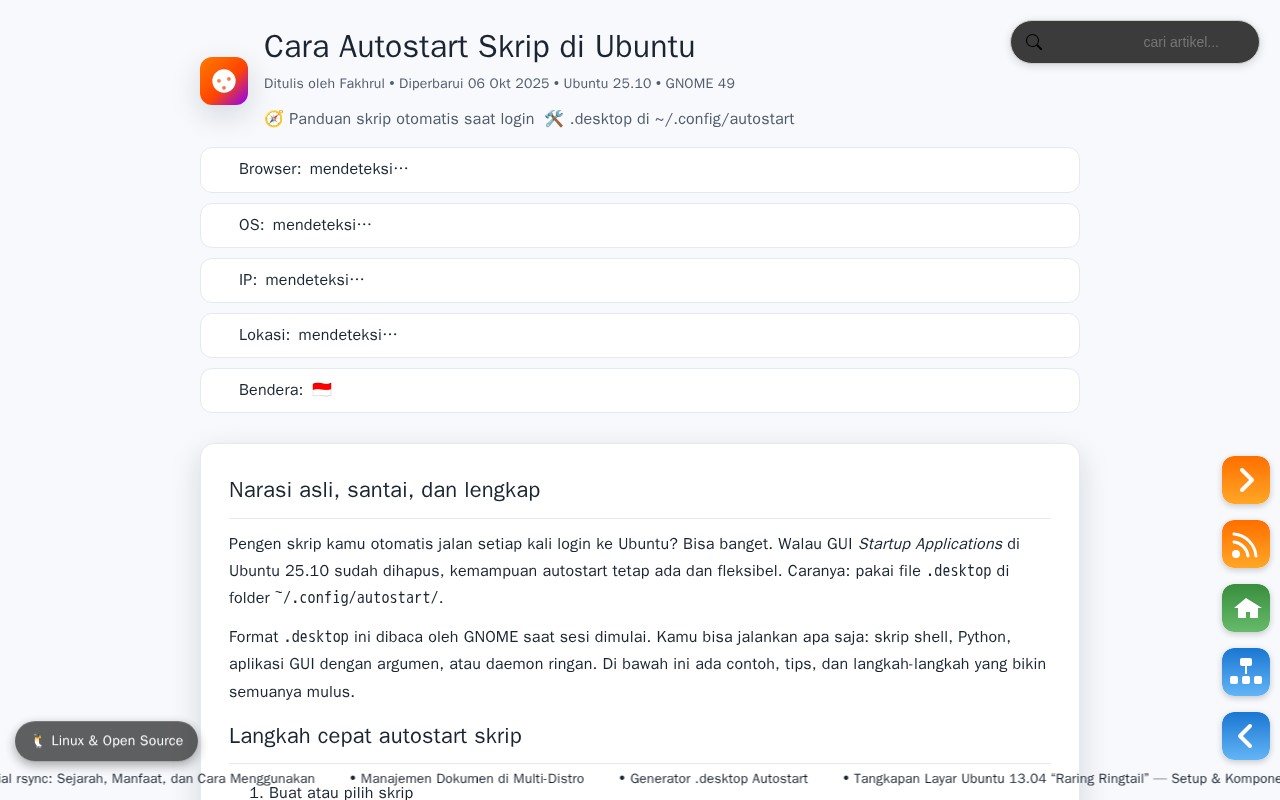 Cara Autostart Skrip di Ubuntu
cari artikel...
Ditulis oleh Fakhrul • Diperbarui 06 Okt 2025 • Ubuntu 25.10 • GNOME 49
🧭 Panduan skrip otomatis saat login 🛠️ .desktop di ~/.config/autostart
Browser: mendeteksi…
OS: mendeteksi…
IP: mendeteksi…
Lokasi: mendeteksi…
Bendera: 🇮🇩
Narasi asli, santai, dan lengkap
Pengen skrip kamu otomatis jalan setiap kali login ke Ubuntu? Bisa banget. Walau GUI Startup Applications di
Ubuntu 25.10 sudah dihapus, kemampuan autostart tetap ada dan fleksibel. Caranya: pakai file .desktop di
folder ~/.config/autostart/.
Format .desktop ini dibaca oleh GNOME saat sesi dimulai. Kamu bisa jalankan apa saja: skrip shell, Python,
aplikasi GUI dengan argumen, atau daemon ringan. Di bawah ini ada contoh, tips, dan langkah-langkah yang bikin
semuanya mulus.
Langkah cepat autostart skrip
🐧 Linux & Open Source
ial rsync: Sejarah, Manfaat, dan Cara Menggunakan • Manajemen Dokumen di Multi-Distro • Generator .desktop Autostart • Tangkapan Layar Ubuntu 13.04 “Raring Ringtail” — Setup & Kompone
1. Buat atau pilih skrip